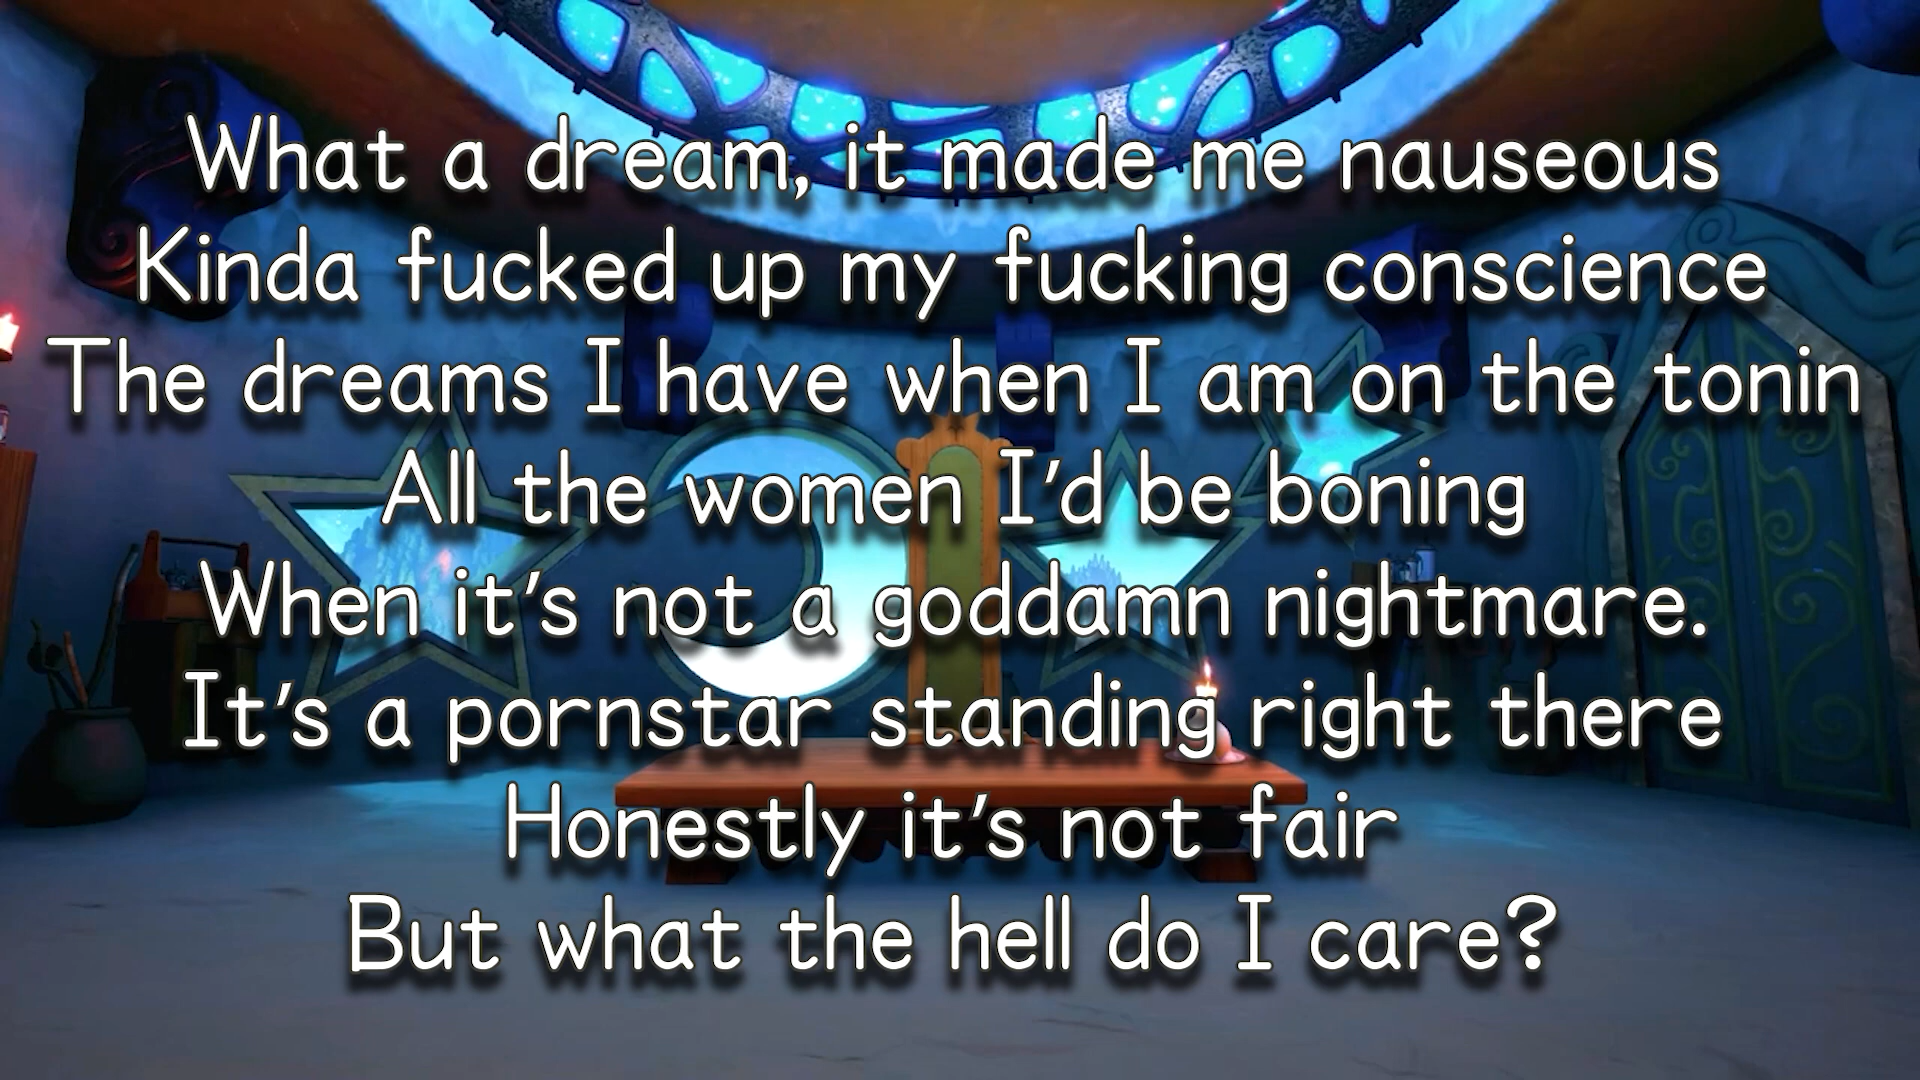 What a dream, it made me nauseous
Kinda fucked up my fucking conscience
The dreams I have when I am on the tonin
All the women I'd be boning
When it's not a goddamn nightmare.
It's a pornstar standing right there
Honestly it's not fair
But what the hell do I care?